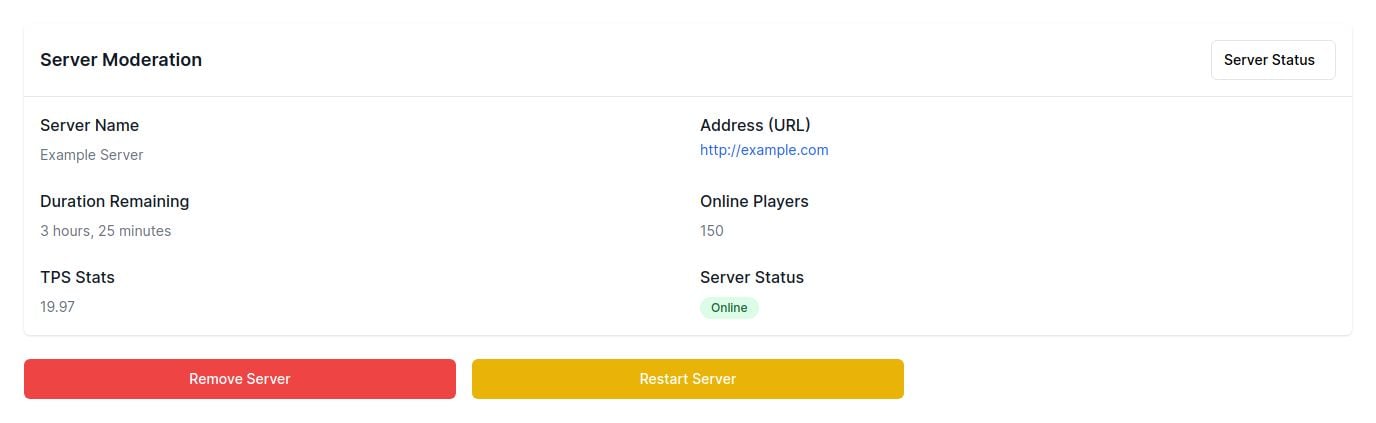 Server Moderation
Server Status
Server Name
Address (URL)
Example Server
http://example.com
Duration Remaining
Online Players
3 hours, 25 minutes
150
TPS Stats
Server Status
19.97
Online
Remove Server
Restart Server